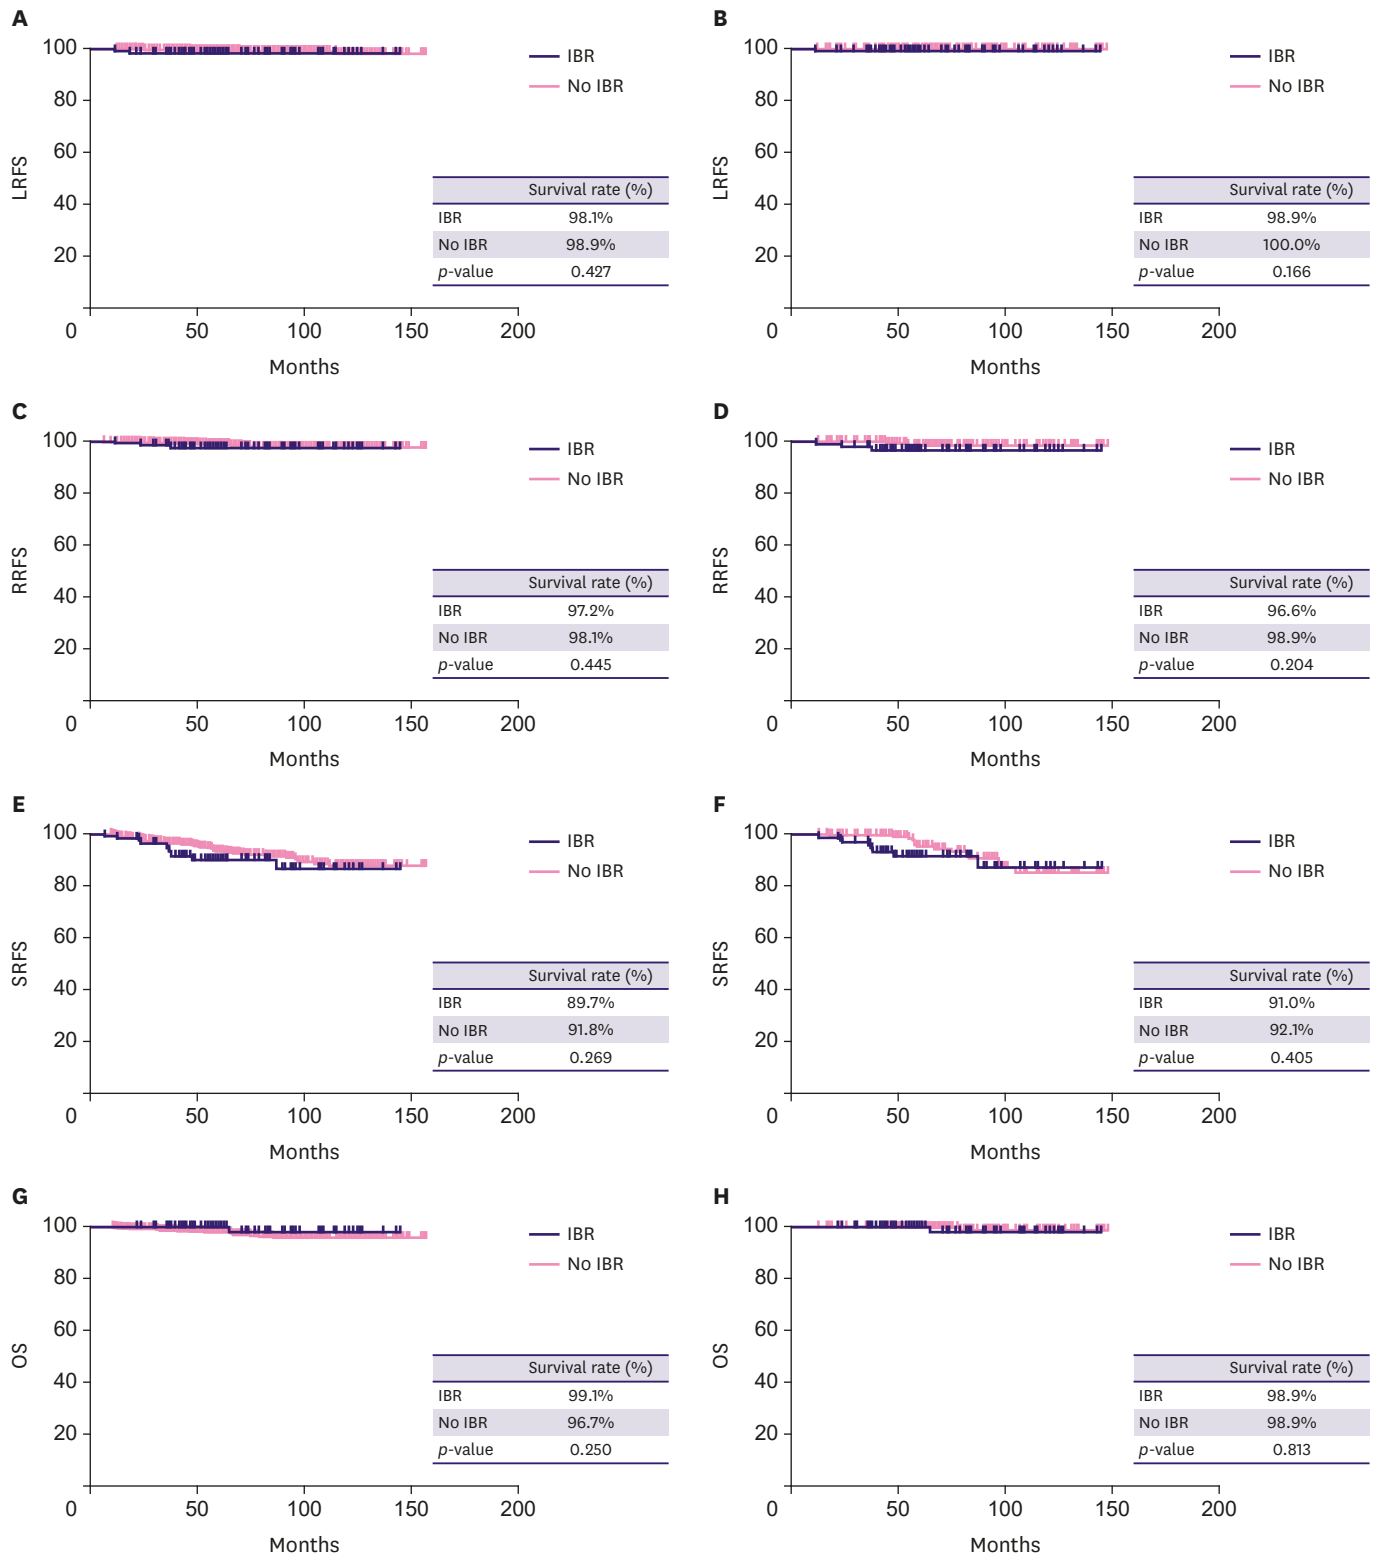 A
LRFS
100
80
60
40
20
0 50 100 150 200
Months
IBR
No IBR
Survival rate (%)
IBR 98.1%
No IBR 98.9%
p-value 0.427
B
LRFS
100
80
60
40
20
0 50 100 150 200
Months
IBR
No IBR
Survival rate (%)
IBR 98.9%
No IBR 100.0%
p-value 0.166
C
RRFS
100
80
60
40
20
0 50 100 150 200
Months
IBR
No IBR
Survival rate (%)
IBR 97.2%
No IBR 98.1%
p-value 0.445
D
RRFS
100
80
60
40
20
0 50 100 150 200
Months
IBR
No IBR
Survival rate (%)
IBR 96.6%
No IBR 98.9%
p-value 0.204
E
SRFS
100
80
60
40
20
0 50 100 150 200
Months
IBR
No IBR
Survival rate (%)
IBR 89.7%
No IBR 91.8%
p-value 0.269
F
SRFS
100
80
60
40
20
0 50 100 150 200
Months
IBR
No IBR
Survival rate (%)
IBR 91.0%
No IBR 92.1%
p-value 0.405
G
OS
100
80
60
40
20
0 50 100 150 200
Months
IBR
No IBR
Survival rate (%)
IBR 99.1%
No IBR 96.7%
p-value 0.250
H
OS
100
80
60
40
20
0 50 100 150 200
Months
IBR
No IBR
Survival rate (%)
IBR 98.9%
No IBR 98.9%
p-value 0.813